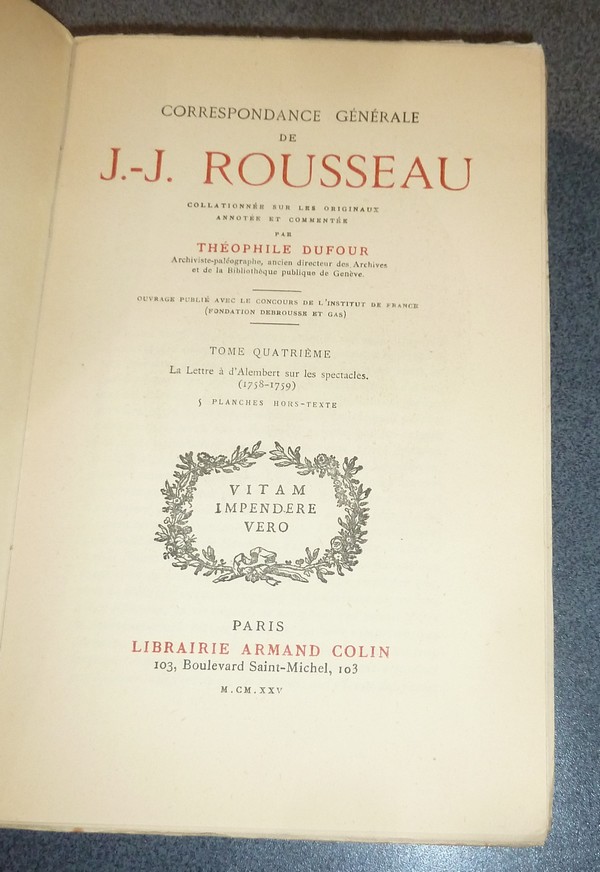 CORRESPONDANCE GÉNÉRALE
DE
J.-J. ROUSSEAU
COLLATIONNÉE SUR LES ORIGINAUX
ANNOTÉE ET COMMENTÉE
PAR
THÉOPHILE DUFOUR
Archiviste-paléographe, ancien directeur des Archives
et de la Bibliothèque publique de Genève.
OUVRAGE PUBLIÉ AVEC LE CONCOURS DE L'INSTITUT DE FRANCE
(FONDATION DEBROUSSE ET GAS)
TOME QUATRIÈME
La Lettre à d'Alembert sur les spectacles.
(1758-1759)
5 PLANCHES HORS-TEXTE
VITAM
IMPENDERE
VERO
PARIS
LIBRAIRIE ARMAND COLIN
103, Boulevard Saint-Michel, 103
M.CM.XXV